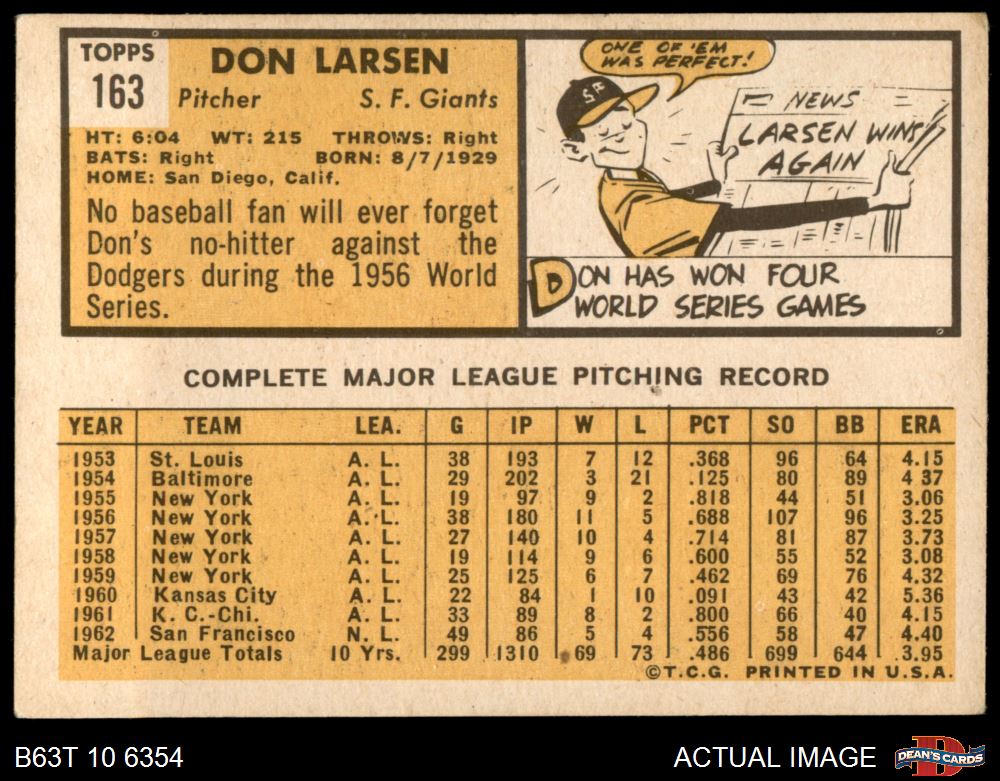 TOPPS
163
DON LARSEN
Pitcher S. F. Giants
HT: 6:04 WT: 215 THROWS: Right
BATS: Right BORN: 8/7/1929
HOME: San Diego, Calif.
No baseball fan will ever forget
Don's no-hitter against the
Dodgers during the 1956 World
Series.
ONE OF 'EM
WAS PERFECT!
SF
NEWS
LARSEN WINS
AGAIN
DON HAS WON FOUR
WORLD SERIES GAMES
COMPLETE MAJOR LEAGUE PITCHING RECORD
YEAR TEAM LEA. G IP W L PCT SO BB ERA
1953 St. Louis A. L. 38 193 7 12 .368 96 64 4.15
1954 Baltimore A. L. 29 202 3 21 .125 80 89 4 37
1955 New York A. L. 19 97 9 2 .818 44 51 3.06
1956 New York A. L. 38 180 11 5 .688 107 96 3.25
1957 New York A. L. 27 140 10 4 .714 81 87 3.73
1958 New York A. L. 19 114 9 6 .600 55 52 3.08
1959 New York A. L. 25 125 6 7 .462 69 76 4.32
1960 Kansas City A. L. 22 84 1 10 .091 43 42 5.36
1961 K. C.-Chi. A. L. 33 89 8 2 .800 66 40 4.15
1962 San Francisco N. L. 49 86 5 4 .556 58 47 4.40
Major League Totals 10 Yrs. 299 1310 69 73 .486 699 644 3.95
©T.C.G. PRINTED IN U.S.A.
B63T 10 6354 ACTUAL IMAGE DEAN'S CARDS